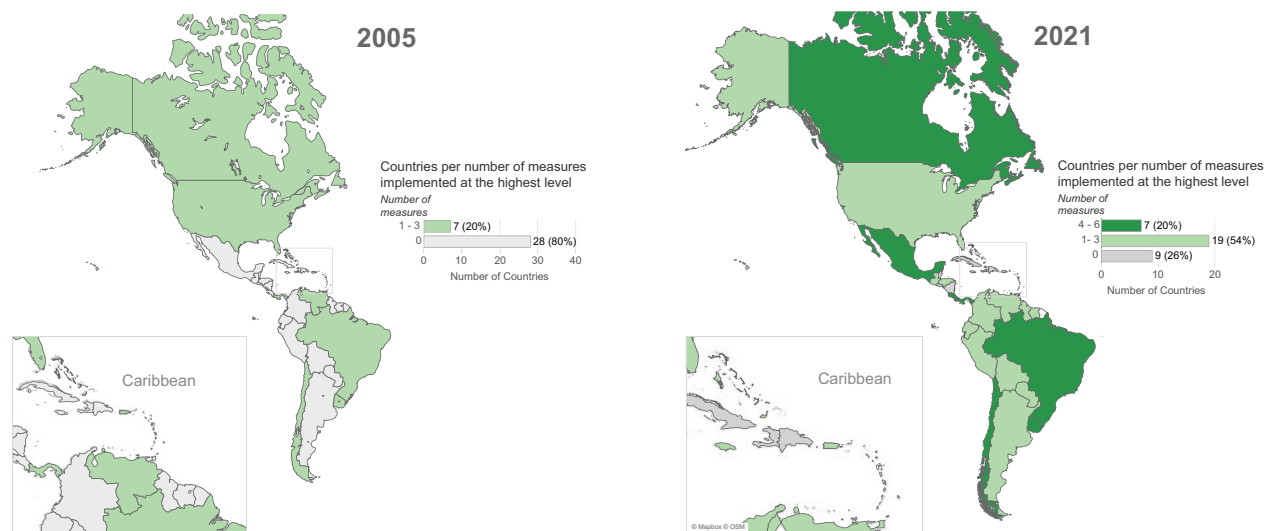 2005
Countries per number of measures
implemented at the highest level
Number of
measures
1 - 3
7 (20%)
0
28 (80%)
0 10 20 30 40
Number of Countries
Caribbean
2021
Countries per number of measures
implemented at the highest level
Number of
measures
4 - 6
7 (20%)
1- 3
19 (54%)
0
9 (26%)
0 10 20
Number of Countries
Caribbean
© Mapbox © OSM